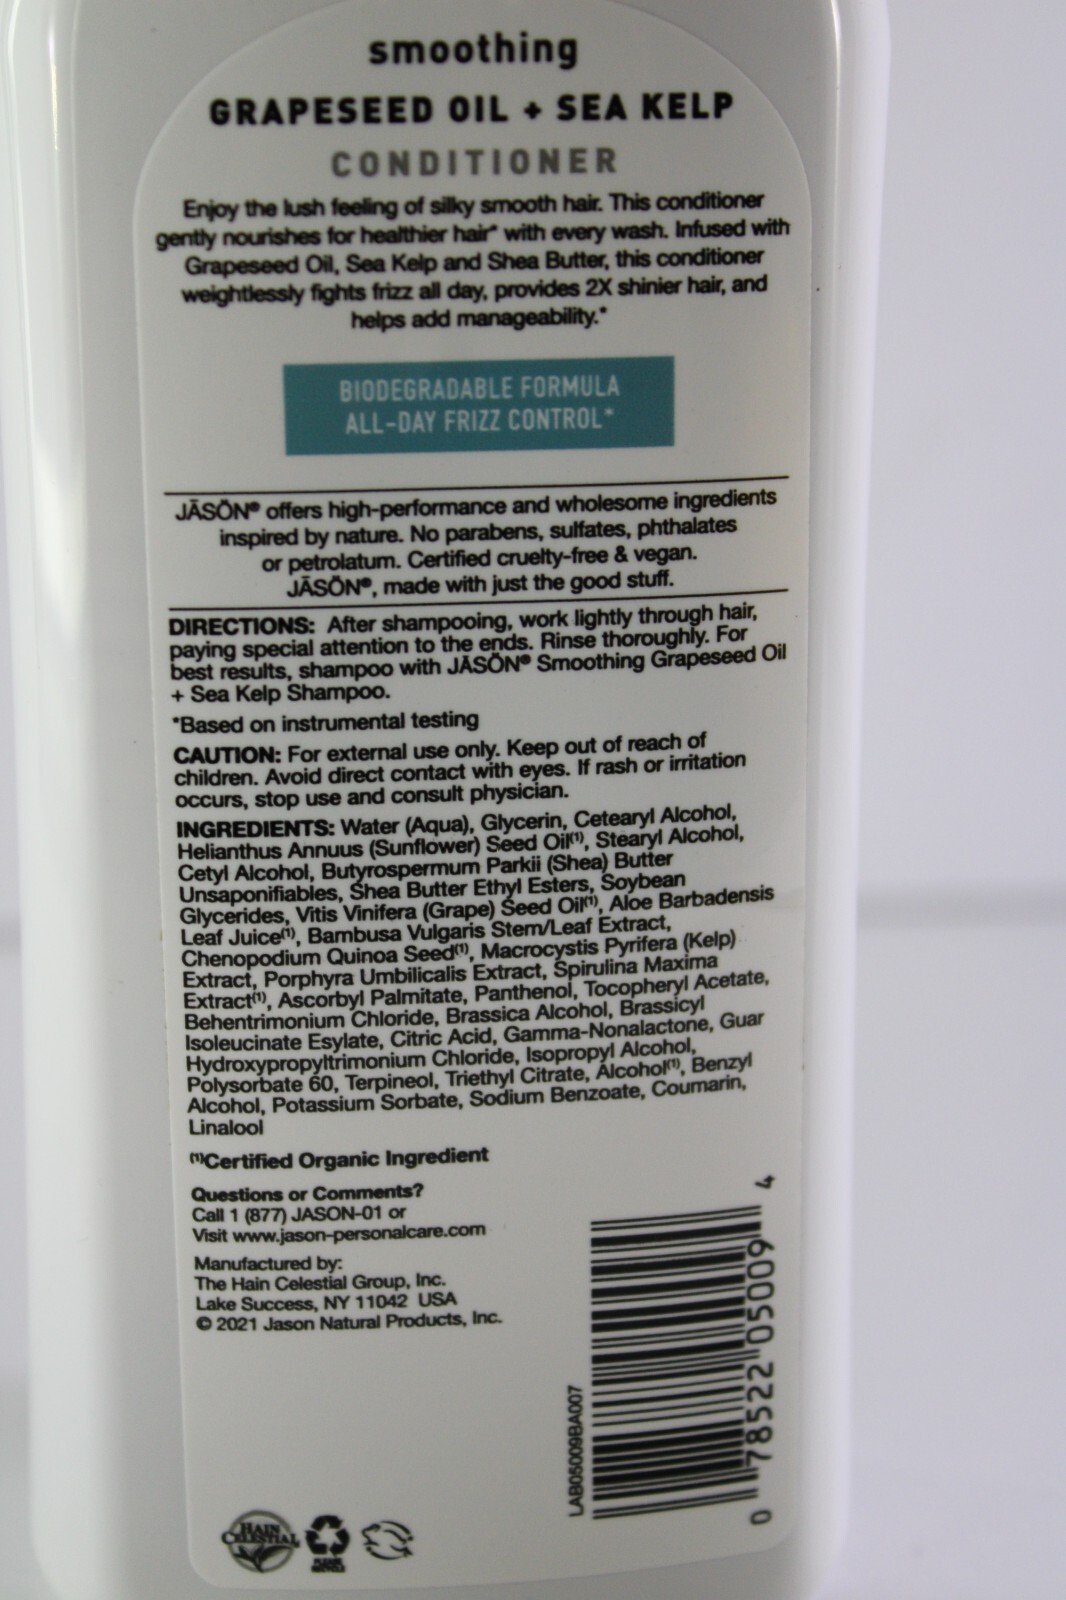 smoothing
GRAPESEED OIL + SEA KELP
CONDITIONER
Enjoy the lush feeling of silky smooth hair. This conditioner
gently nourishes for healthier hair* with every wash. Infused with
Grapeseed Oil, Sea Kelp and Shea Butter, this conditioner
weightlessly fights frizz all day, provides 2X shinier hair, and
helps add manageability.*
BIODEGRADABLE FORMULA
ALL-DAY FRIZZ CONTROL*
JĀSÖN® offers high-performance and wholesome ingredients
inspired by nature. No parabens, sulfates, phthalates
or petrolatum. Certified cruelty-free & vegan.
JĀSÖN®, made with just the good stuff.
DIRECTIONS: After shampooing, work lightly through hair,
paying special attention to the ends. Rinse thoroughly. For
best results, shampoo with JĀSÖN® Smoothing Grapeseed Oil
+ Sea Kelp Shampoo.
*Based on instrumental testing
CAUTION: For external use only. Keep out of reach of
children. Avoid direct contact with eyes. If rash or irritation
occurs, stop use and consult physician.
INGREDIENTS: Water (Aqua), Glycerin, Cetearyl Alcohol,
Helianthus Annuus (Sunflower) Seed Oil⁽¹⁾, Stearyl Alcohol,
Cetyl Alcohol, Butyrospermum Parkii (Shea) Butter
Unsaponifiables, Shea Butter Ethyl Esters, Soybean
Glycerides, Vitis Vinifera (Grape) Seed Oil⁽¹⁾, Aloe Barbadensis
Leaf Juice⁽¹⁾, Bambusa Vulgaris Stem/Leaf Extract,
Chenopodium Quinoa Seed⁽¹⁾, Macrocystis Pyrifera (Kelp)
Extract, Porphyra Umbilicalis Extract, Spirulina Maxima
Extract⁽¹⁾, Ascorbyl Palmitate, Panthenol, Tocopheryl Acetate,
Behentrimonium Chloride, Brassica Alcohol, Brassicyl
Isoleucinate Esylate, Citric Acid, Gamma-Nonalactone, Guar
Hydroxypropyltrimonium Chloride, Isopropyl Alcohol,
Polysorbate 60, Terpineol, Triethyl Citrate, Alcohol⁽¹⁾, Benzyl
Alcohol, Potassium Sorbate, Sodium Benzoate, Coumarin,
Linalool
⁽¹⁾Certified Organic Ingredient
Questions or Comments?
Call 1 (877) JASON-01 or
Visit www.jason-personalcare.com
Manufactured by:
The Hain Celestial Group, Inc.
Lake Success, NY 11042 USA
© 2021 Jason Natural Products, Inc.
LAB05009BA007
0 78522 05009 4
HAIN
CELESTIAL
PLEASE
RECYCLE